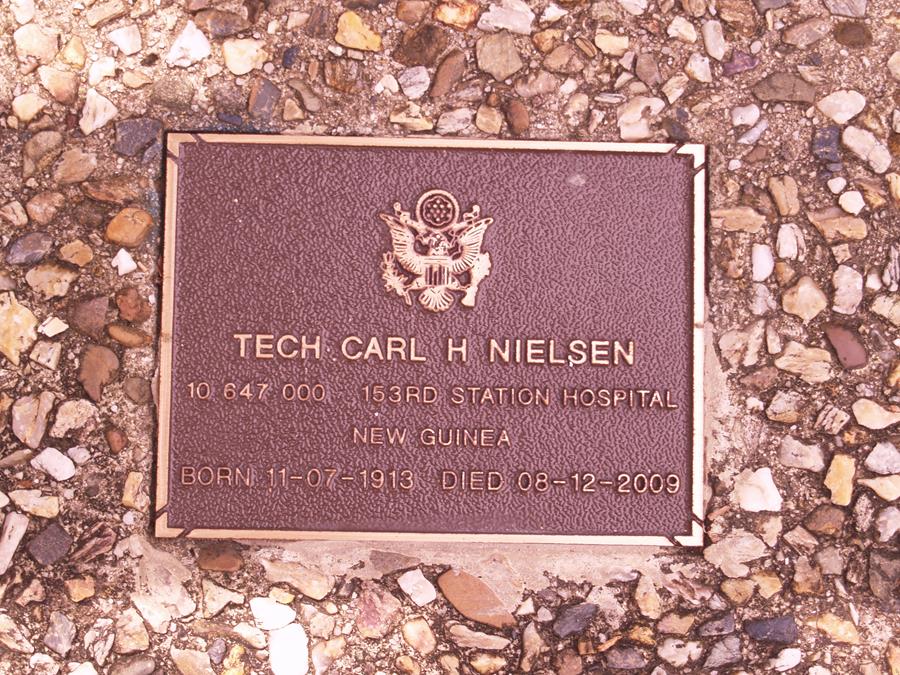 TECH CARL H NIELSEN
10 647 000 153RD STATION HOSPITAL
NEW GUINEA
BORN 11-07-1913 DIED 08-12-2009